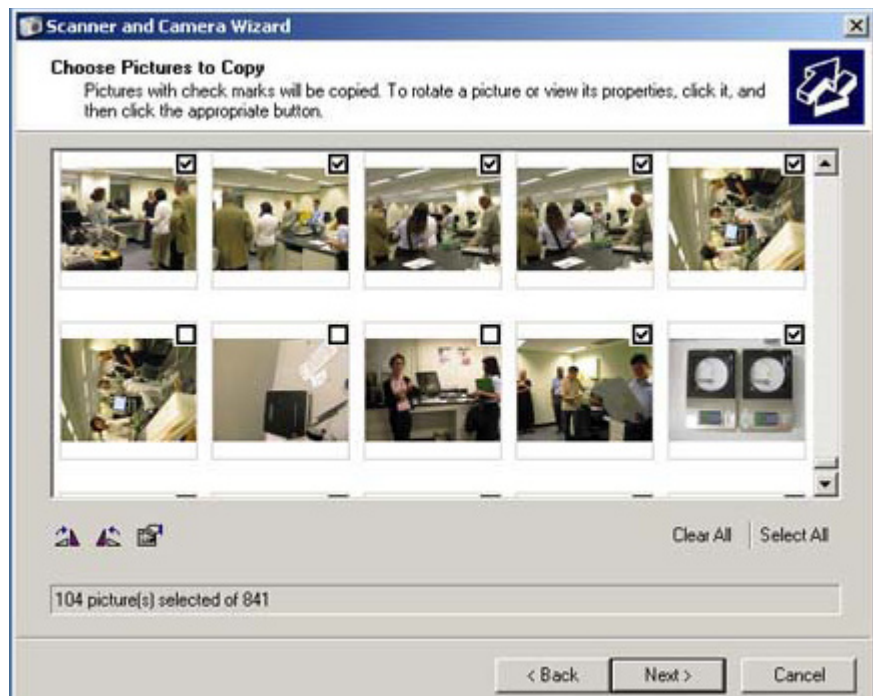 Scanner and Camera Wizard
Choose Pictures to Copy
Pictures with check marks will be copied. To rotate a picture or view its properties, click it, and
then click the appropriate button.
Clear All
Select All
104 picture(s) selected of 841
< Back
Next >
Cancel